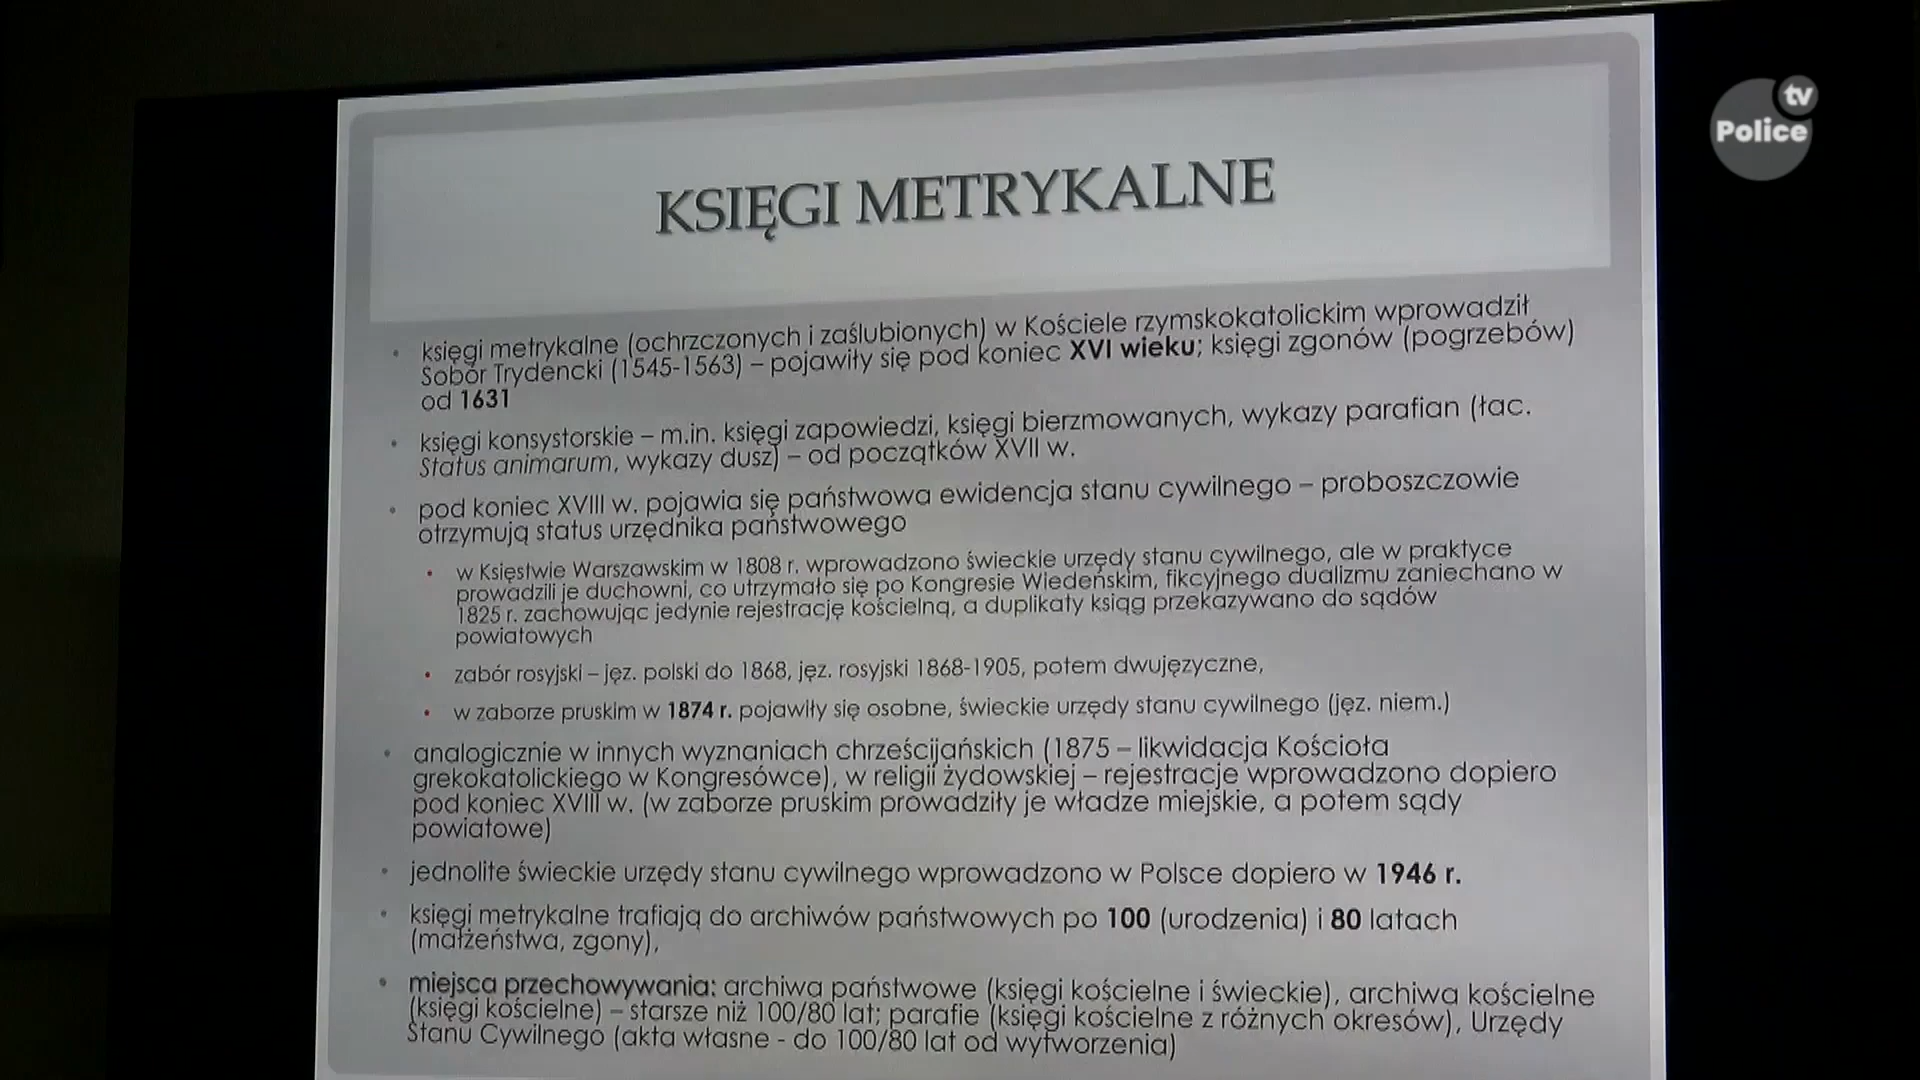 tv
Police
KSIĘGI METRYKALNE
• księgi metrykalne (ochrzczonych i zaślubionych) w Kościele rzymskokatolickim wprowadził
Sobór Trydencki (1545-1563) – pojawiły się pod koniec XVI wieku; księgi zgonów (pogrzebów)
od 1631
• księgi konsystorskie – m.in. księgi zapowiedzi, księgi bierzmowanych, wykazy parafian (łac.
Status animarum, wykazy dusz) – od początków XVII w.
• pod koniec XVIII w. pojawia się państwowa ewidencja stanu cywilnego – proboszczowie
otrzymują status urzędnika państwowego
• w Księstwie Warszawskim w 1808 r. wprowadzono świeckie urzędy stanu cywilnego, ale w praktyce
prowadzili je duchowni, co utrzymało się po Kongresie Wiedeńskim, fikcyjnego dualizmu zaniechano w
1825 r. zachowując jedynie rejestrację kościelną, a duplikaty ksiąg przekazywano do sądów
powiatowych
• zabór rosyjski – jęz. polski do 1868, jęz. rosyjski 1868-1905, potem dwujęzyczne,
• w zaborze pruskim w 1874 r. pojawiły się osobne, świeckie urzędy stanu cywilnego (jęz. niem.)
• analogicznie w innych wyznaniach chrześcijańskich (1875 – likwidacja Kościoła
grekokatolickiego w Kongresówce), w religii żydowskiej – rejestracje wprowadzono dopiero
pod koniec XVIII w. (w zaborze pruskim prowadziły je władze miejskie, a potem sądy
powiatowe)
• jednolite świeckie urzędy stanu cywilnego wprowadzono w Polsce dopiero w 1946 r.
• księgi metrykalne trafiają do archiwów państwowych po 100 (urodzenia) i 80 latach
(małżeństwa, zgony),
• miejsca przechowywania: archiwa państwowe (księgi kościelne i świeckie), archiwa kościelne
(księgi kościelne) – starsze niż 100/80 lat; parafie (księgi kościelne z różnych okresów), Urzędy
Stanu Cywilnego (akta własne - do 100/80 lat od wytworzenia)